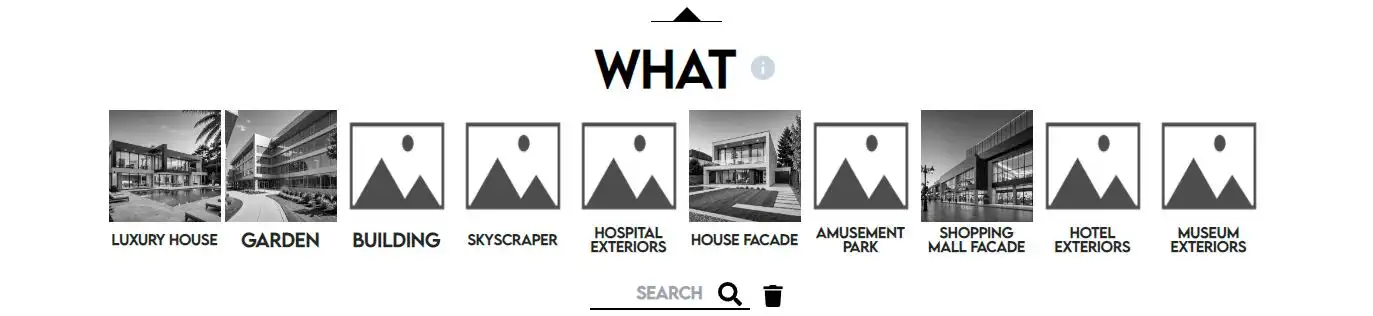 WHAT
LUXURY HOUSE
GARDEN
BUILDING
SKYSCRAPER
HOSPITAL
EXTERIORS
HOUSE FACADE
AMUSEMENT
PARK
SHOPPING
MALL FACADE
HOTEL
EXTERIORS
MUSEUM
EXTERIORS
SEARCH